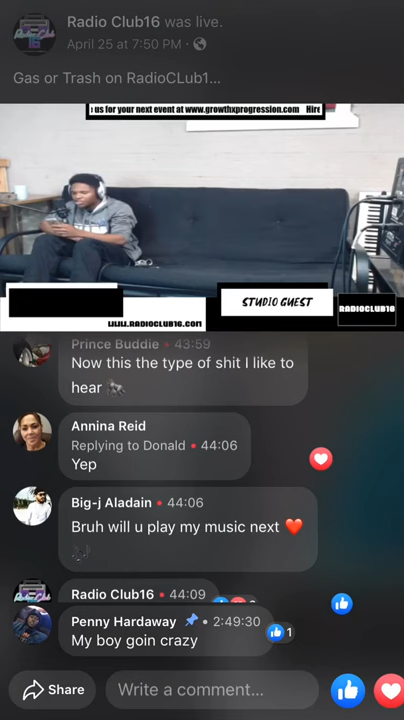 Radio Club16 was live.
April 25 at 7:50 PM ·
Gas or Trash on RadioCLub1...
us for your next event at www.growthxprogression.com Hire
STUDIO GUEST
RADIOCLUB16
.RADIOCLUB16.COM
Prince Buddie • 43:59
Now this the type of shit I like to
hear
Annina Reid
Replying to Donald • 44:06
Yep
Big-j Aladain • 44:06
Bruh will u play my music next ❤️
Radio Club16 • 44:09
Penny Hardaway 📌 • 2:49:30
My boy goin crazy
1
Share
Write a comment...